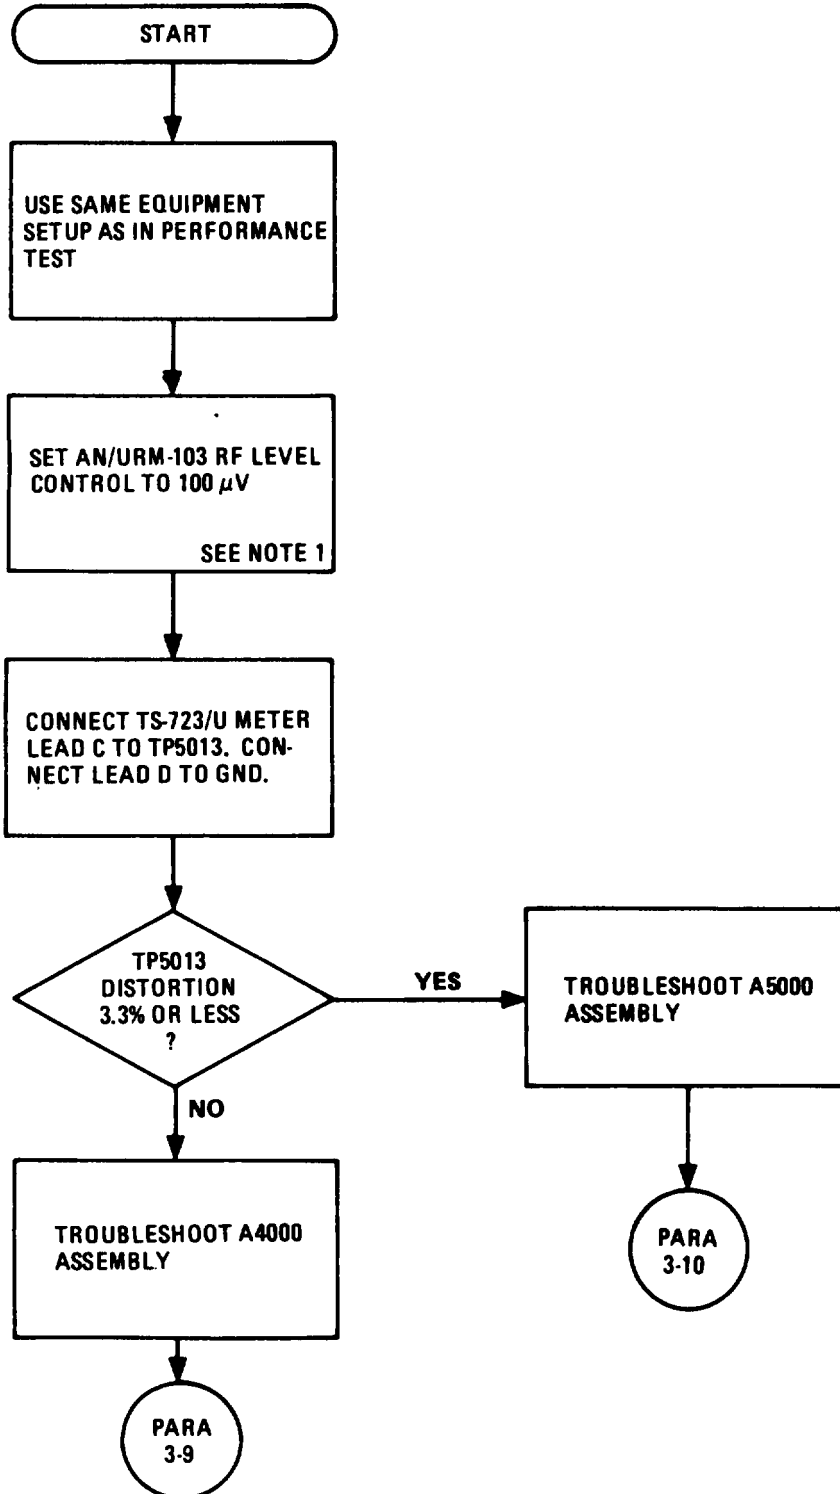 START
USE SAME EQUIPMENT
SETUP AS IN PERFORMANCE
TEST
SET AN/URM-103 RF LEVEL
CONTROL TO 100 μV
SEE NOTE 1
CONNECT TS-723/U METER
LEAD C TO TP5013. CON-
NECT LEAD D TO GND.
TP5013
DISTORTION
3.3% OR LESS
?
YES
TROUBLESHOOT A5000
ASSEMBLY
NO
TROUBLESHOOT A4000
ASSEMBLY
PARA
3-10
PARA
3-9